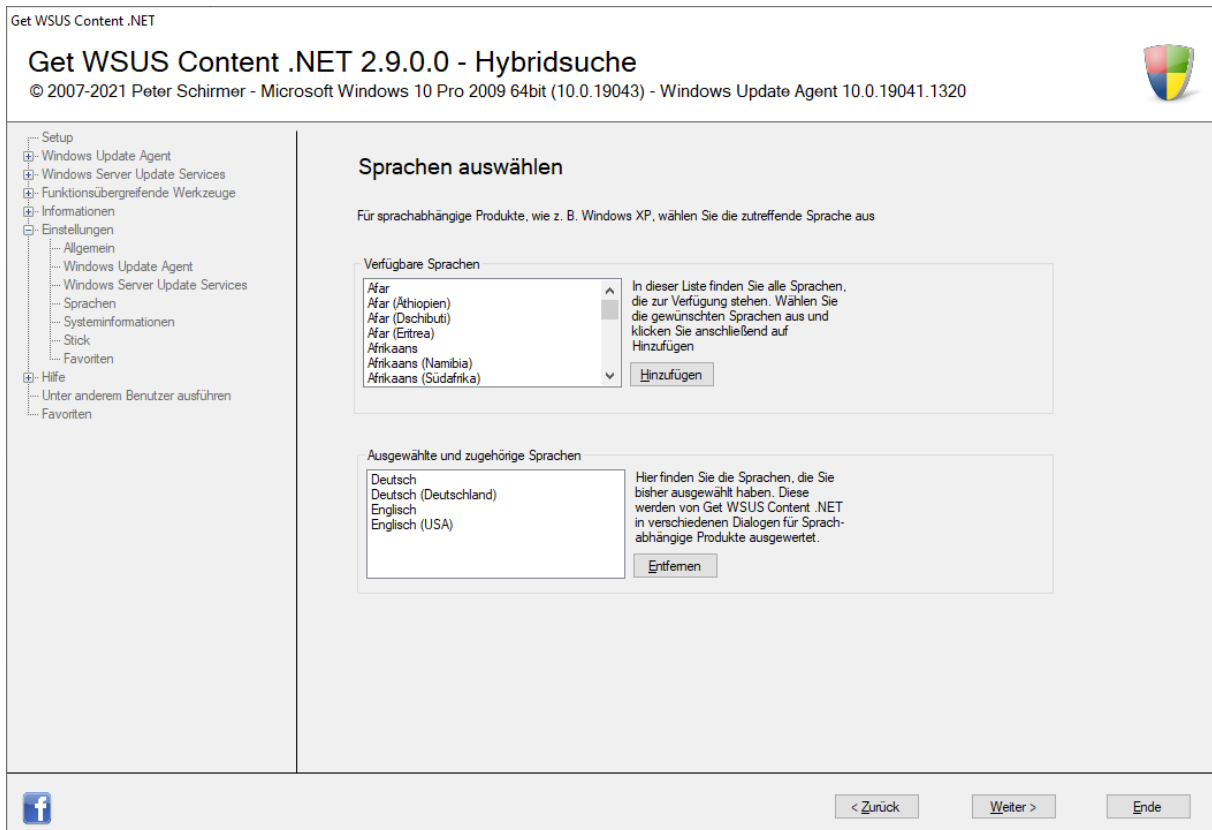 Get WSUS Content .NET
Get WSUS Content .NET 2.9.0.0 - Hybridsuche
© 2007-2021 Peter Schirmer - Microsoft Windows 10 Pro 2009 64bit (10.0.19043) - Windows Update Agent 10.0.19041.1320
Setup
Windows Update Agent
Windows Server Update Services
Funktionsübergreifende Werkzeuge
Informationen
Einstellungen
Allgemein
Windows Update Agent
Windows Server Update Services
Sprachen
Systeminformationen
Stick
Favoriten
Hilfe
Unter anderem Benutzer ausführen
Favoriten
Sprachen auswählen
Für sprachabhängige Produkte, wie z. B. Windows XP, wählen Sie die zutreffende Sprache aus
Verfügbare Sprachen
Afar
Afar (Äthiopien)
Afar (Dschibuti)
Afar (Eritrea)
Afrikaans
Afrikaans (Namibia)
Afrikaans (Südafrika)
In dieser Liste finden Sie alle Sprachen,
die zur Verfügung stehen. Wählen Sie
die gewünschten Sprachen aus und
klicken Sie anschließend auf
Hinzufügen
Hinzufügen
Ausgewählte und zugehörige Sprachen
Deutsch
Deutsch (Deutschland)
Englisch
Englisch (USA)
Hier finden Sie die Sprachen, die Sie
bisher ausgewählt haben. Diese
werden von Get WSUS Content .NET
in verschiedenen Dialogen für Sprach-
abhängige Produkte ausgewertet.
Entfernen
< Zurück
Weiter >
Ende